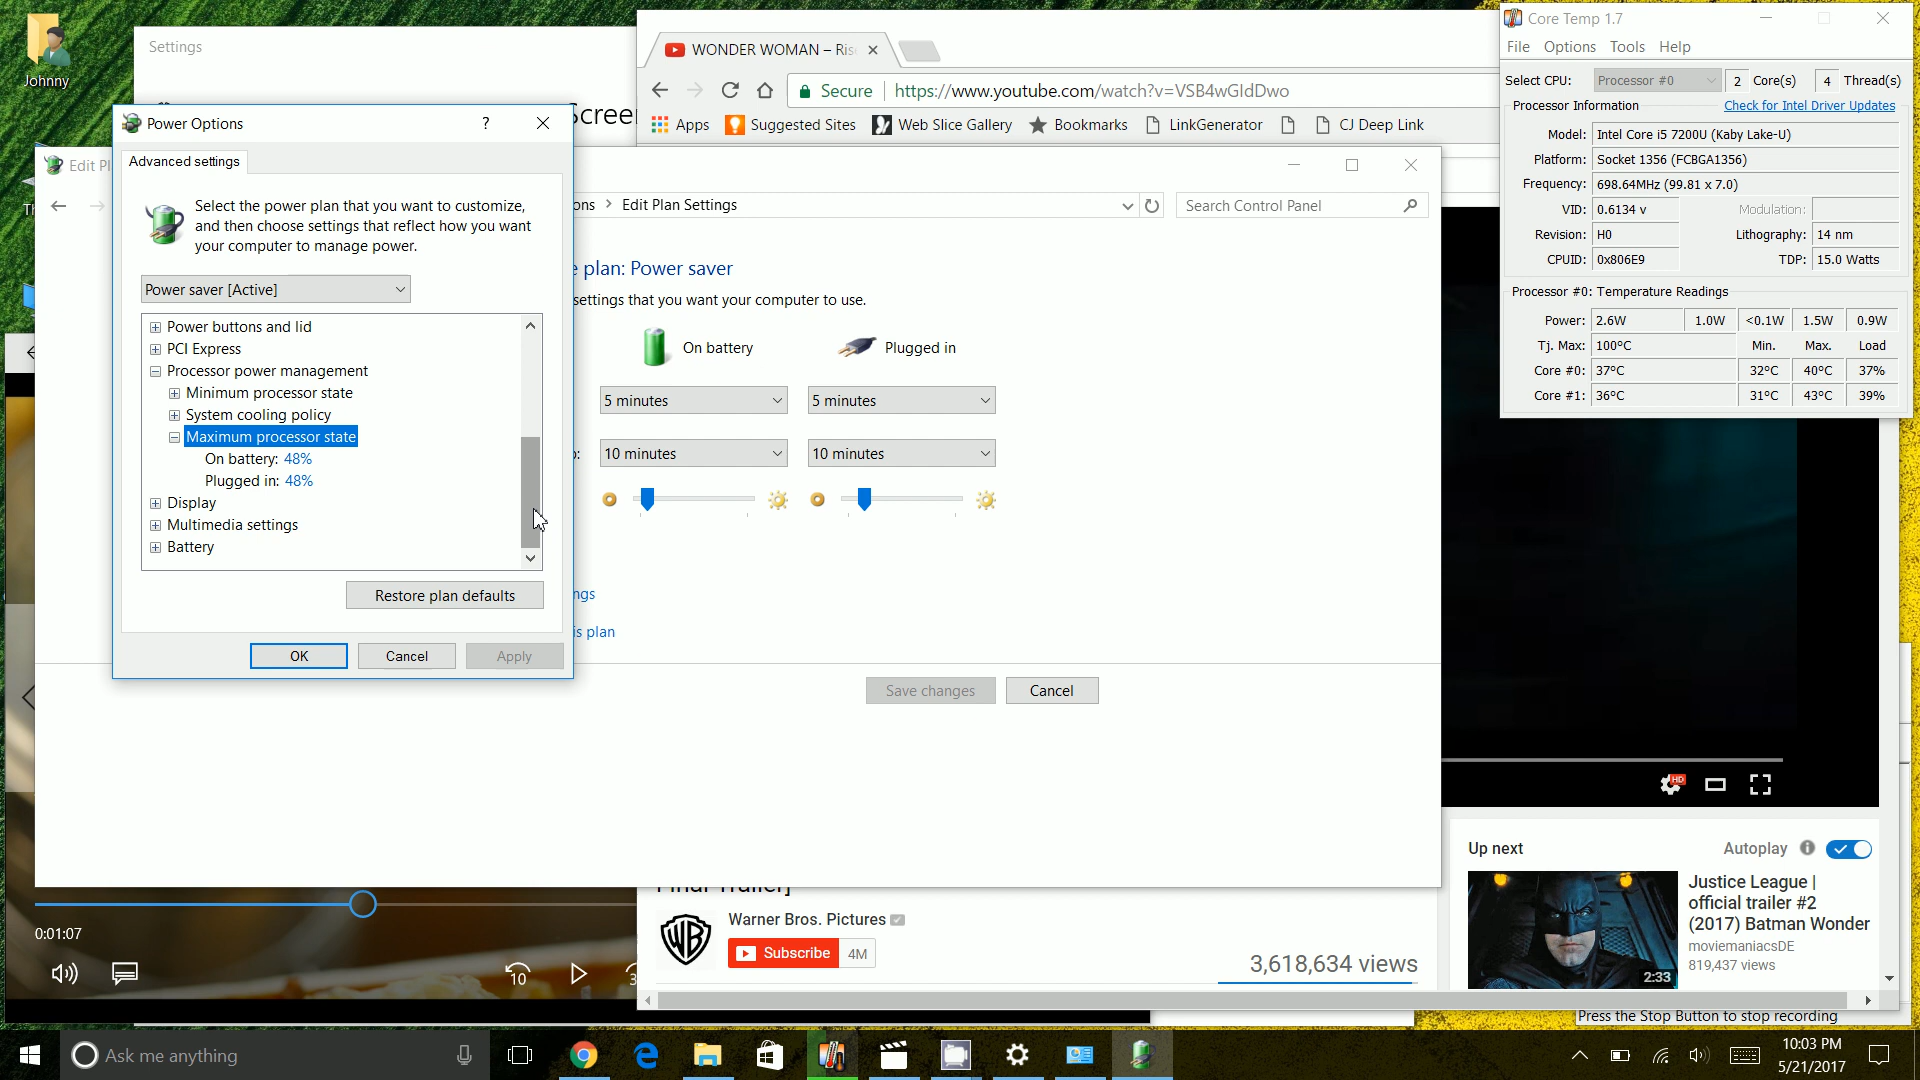 Johnny
Settings
Scree
Edit Pl
Power Options
?
Advanced settings
Select the power plan that you want to customize,
and then choose settings that reflect how you want
your computer to manage power.
Power saver [Active]
Power buttons and lid
PCI Express
Processor power management
Minimum processor state
System cooling policy
Maximum processor state
On battery: 48%
Plugged in: 48%
Display
Multimedia settings
Battery
Restore plan defaults
OK
Cancel
Apply
ons > Edit Plan Settings
Search Control Panel
e plan: Power saver
settings that you want your computer to use.
On battery
Plugged in
5 minutes
5 minutes
10 minutes
10 minutes
ngs
is plan
Save changes
Cancel
WONDER WOMAN – Ris
Secure
https://www.youtube.com/watch?v=VSB4wGIdDwo
Apps
Suggested Sites
Web Slice Gallery
Bookmarks
LinkGenerator
CJ Deep Link
Core Temp 1.7
File Options Tools Help
Select CPU: Processor #0 2 Core(s) 4 Thread(s)
Processor Information
Check for Intel Driver Updates
Model: Intel Core i5 7200U (Kaby Lake-U)
Platform: Socket 1356 (FCBGA1356)
Frequency: 698.64MHz (99.81 x 7.0)
VID: 0.6134 v Modulation:
Revision: H0 Lithography: 14 nm
CPUID: 0x806E9 TDP: 15.0 Watts
Processor #0: Temperature Readings
Power: 2.6W 1.0W <0.1W 1.5W 0.9W
Tj. Max: 100°C Min. Max. Load
Core #0: 37°C 32°C 40°C 37%
Core #1: 36°C 31°C 43°C 39%
HD
Up next
Autoplay
Justice League |
official trailer #2
(2017) Batman Wonder
moviemaniacsDE
819,437 views
2:33
Final Trailer]
Warner Bros. Pictures
WB
Subscribe 4M
3,618,634 views
0:01:07
10
3
Press the Stop Button to stop recording
Ask me anything
10:03 PM
5/21/2017